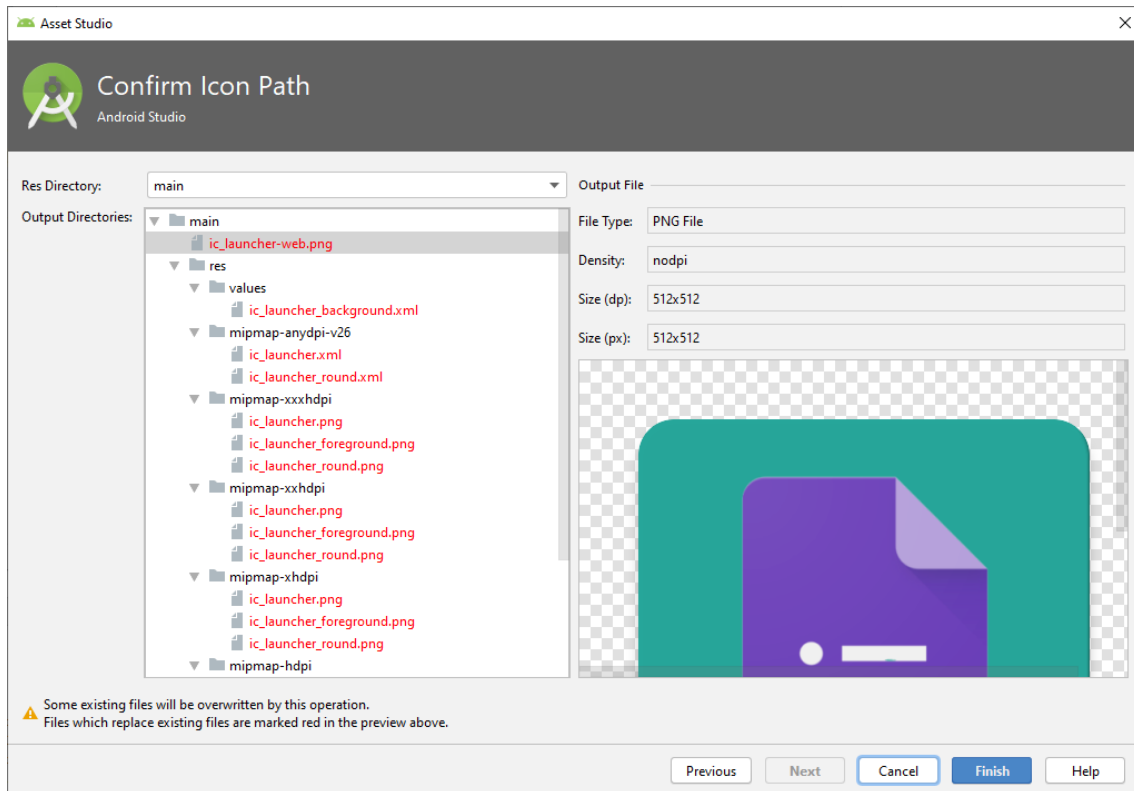 Asset Studio
Confirm Icon Path
Android Studio
Res Directory:
main
Output Directories:
main
ic_launcher-web.png
res
values
ic_launcher_background.xml
mipmap-anydpi-v26
ic_launcher.xml
ic_launcher_round.xml
mipmap-xxxhdpi
ic_launcher.png
ic_launcher_foreground.png
ic_launcher_round.png
mipmap-xxhdpi
ic_launcher.png
ic_launcher_foreground.png
ic_launcher_round.png
mipmap-xhdpi
ic_launcher.png
ic_launcher_foreground.png
ic_launcher_round.png
mipmap-hdpi
Output File
File Type: PNG File
Density: nodpi
Size (dp): 512x512
Size (px): 512x512
Some existing files will be overwritten by this operation.
Files which replace existing files are marked red in the preview above.
Previous
Next
Cancel
Finish
Help